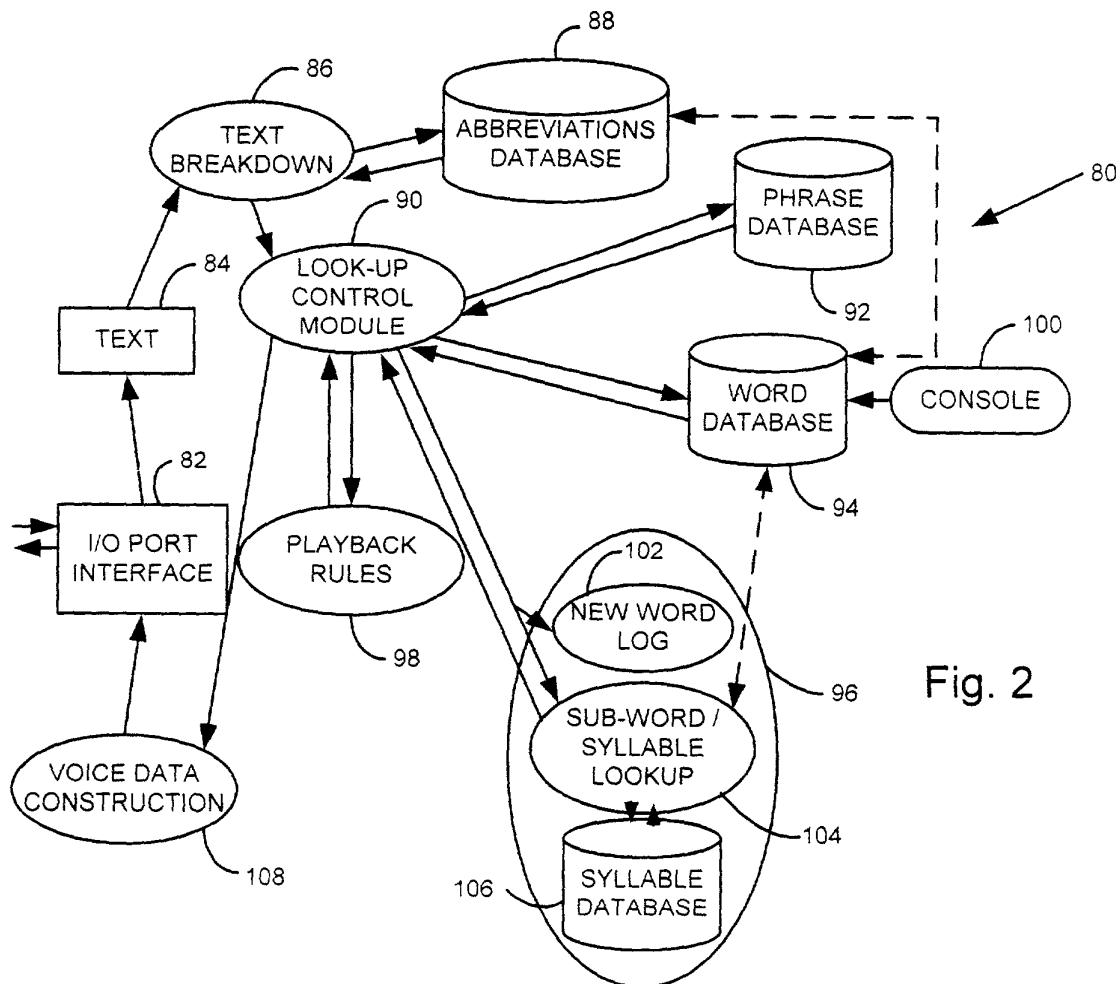 88
86
TEXT
BREAKDOWN
ABBREVIATIONS
DATABASE
80
PHRASE
DATABASE
90
84
LOOK-UP
CONTROL
MODULE
92
100
TEXT
WORD
DATABASE
CONSOLE
82
94
I/O PORT
INTERFACE
PLAYBACK
RULES
102
NEW WORD
LOG
98
96
Fig. 2
SUB-WORD /
SYLLABLE
LOOKUP
VOICE DATA
CONSTRUCTION
104
108
106
SYLLABLE
DATABASE